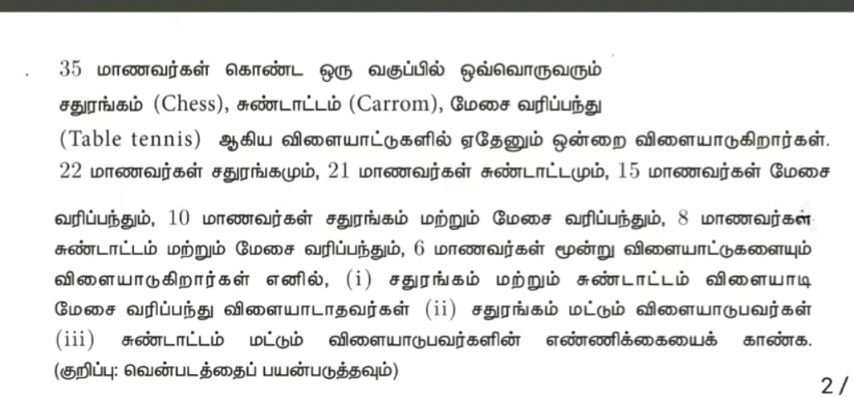 35 மாணவர்கள் கொண்ட ஒரு வகுப்பில் ஒவ்வொருவரும்
சதுரங்கம் (Chess), சுண்டாட்டம் (Carrom), மேசை வரிப்பந்து
(Table tennis) ஆகிய விளையாட்டுகளில் ஏதேனும் ஒன்றை விளையாடுகிறார்கள்.
22 மாணவர்கள் சதுரங்கமும், 21 மாணவர்கள் சுண்டாட்டமும், 15 மாணவர்கள் மேசை
வரிப்பந்தும், 10 மாணவர்கள் சதுரங்கம் மற்றும் மேசை வரிப்பந்தும், 8 மாணவர்கள்
சுண்டாட்டம் மற்றும் மேசை வரிப்பந்தும், 6 மாணவர்கள் மூன்று விளையாட்டுகளையும்
விளையாடுகிறார்கள் எனில், (i) சதுரங்கம் மற்றும் சுண்டாட்டம் விளையாடி
மேசை வரிப்பந்து விளையாடாதவர்கள் (ii) சதுரங்கம் மட்டும் விளையாடுபவர்கள்
(iii) சுண்டாட்டம் மட்டும் விளையாடுபவர்களின் எண்ணிக்கையைக் காண்க.
(குறிப்பு: வென்படத்தைப் பயன்படுத்தவும்)
2 /